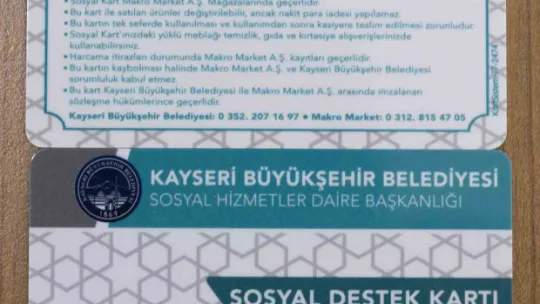 • Sosyal Kart Makro Market A.Ş. Mağazalarında geçerlidir.
• Bu kart ile satılan ürünler değiştirilebilir, ancak nakit para iadesi yapılamaz.
• Bu kartın tek seferde kullanılması ve kullanımdan sonra kasiyere teslim edilmesi zorunludur.
• Sosyal Kart'ınızdaki yüklü meblağı temizlik, gıda ve kırtasiye alışverişlerinizde
kullanabilirsiniz.
• Harcama itirazları durumunda Makro Market A.Ş. kayıtları geçerlidir.
• Bu kartın kaybolması halinde Makro Market A.Ş. ve Kayseri Büyükşehir Belediyesi
sorumluluk kabul etmez.
• Bu kart Kayseri Büyükşehir Belediyesi ile Makro Market A.Ş. arasında imzalanan
sözleşme hükümlerince geçerlidir.
Kayseri Büyükşehir Belediyesi: 0 352. 207 16 97 • Makro Market: 0 312. 815 47 05
KAYSERİ BÜYÜKŞEHİR BELEDİYESİ
SOSYAL HİZMETLER DAİRE BAŞKANLIĞI
1869
SOSYAL DESTEK KARTI